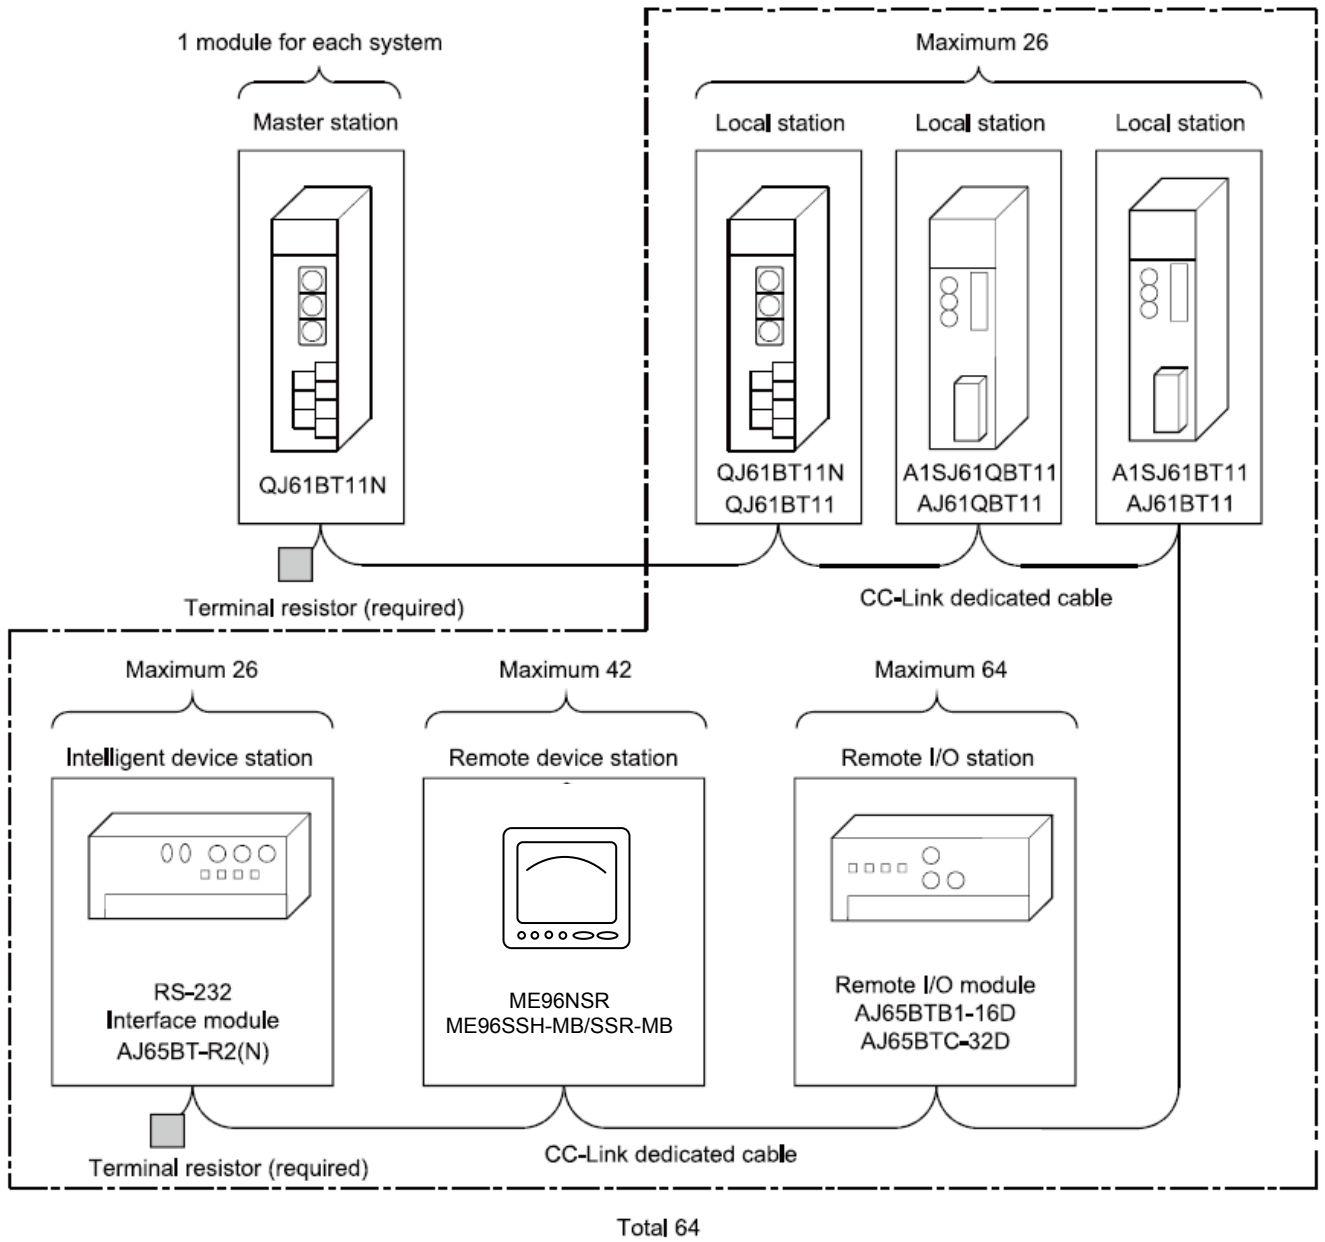 1 module for each system
Master station
QJ61BT11N
Terminal resistor (required)
Maximum 26
Local station
Local station
Local station
QJ61BT11N
QJ61BT11
A1SJ61QBT11
AJ61QBT11
A1SJ61BT11
AJ61BT11
CC-Link dedicated cable
Maximum 26
Intelligent device station
RS-232
Interface module
AJ65BT-R2(N)
Maximum 42
Remote device station
ME96NSR
ME96SSH-MB/SSR-MB
Maximum 64
Remote I/O station
Remote I/O module
AJ65BTB1-16D
AJ65BTC-32D
Terminal resistor (required)
CC-Link dedicated cable
Total 64